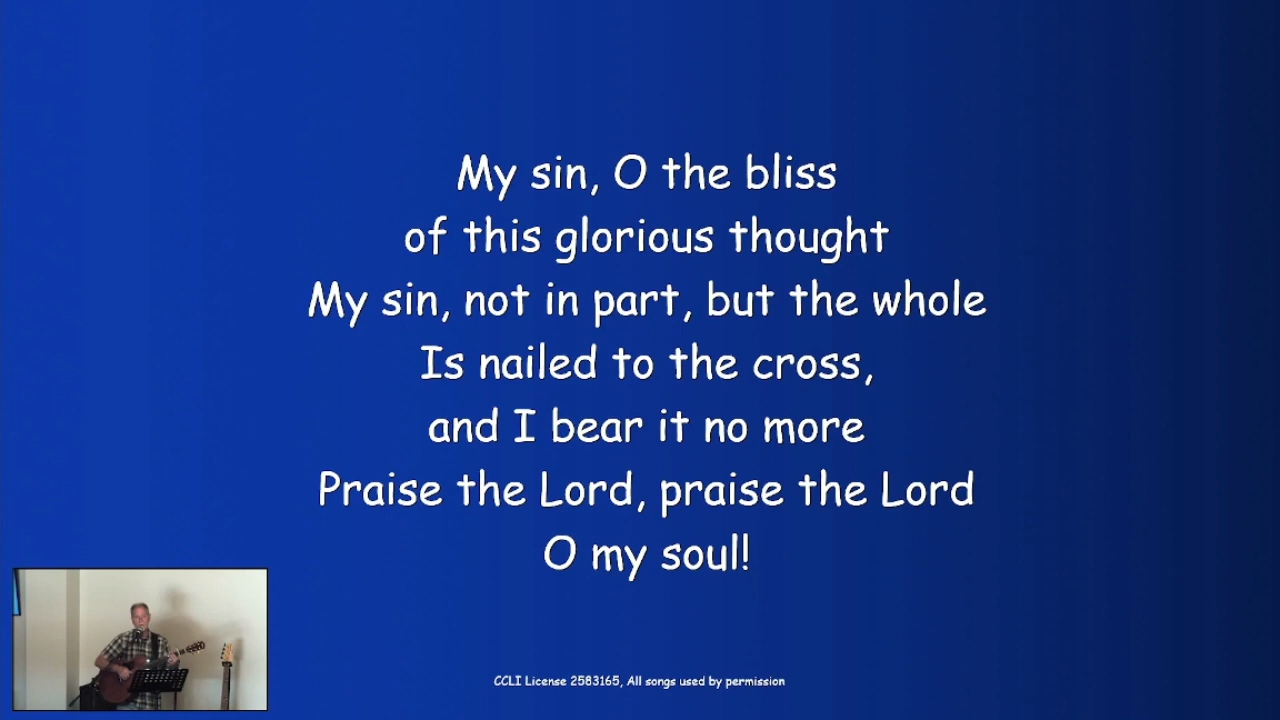 My sin, O the bliss
of this glorious thought
My sin, not in part, but the whole
Is nailed to the cross,
and I bear it no more
Praise the Lord, praise the Lord
O my soul!
CCLI License 2583165, All songs used by permission